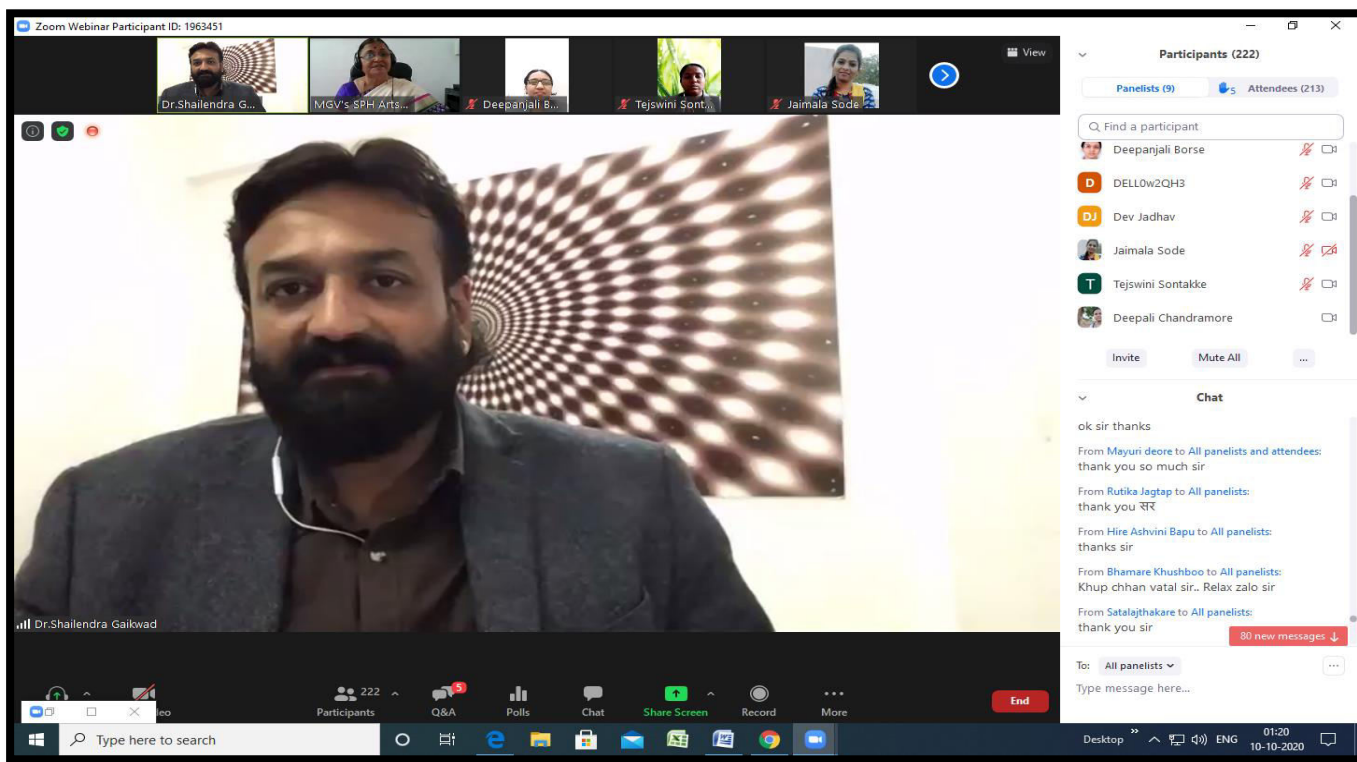 Zoom Webinar Participant ID: 1963451
Dr.Shailendra G...
MGV's SPH Arts...
Deepanjali B...
Tejswini Sont...
Jaimala Sode
View
Dr.Shailendra Gaikwad
Participants (222)
Panelists (9)
5 Attendees (213)
Find a participant
Deepanjali Borse
D DELL0w2QH3
DJ Dev Jadhav
Jaimala Sode
T Tejswini Sontakke
Deepali Chandramore
Invite Mute All ...
Chat
ok sir thanks
From Mayuri deore to All panelists and attendees:
thank you so much sir
From Rutika Jagtap to All panelists:
thank you सर
From Hire Ashvini Bapu to All panelists:
thanks sir
From Bhamare Khushboo to All panelists:
Khup chhan vatal sir.. Relax zalo sir
From Satalajthakare to All panelists:
thank you sir
80 new messages
To: All panelists
Type message here...
222
5
eo Participants Q&A Polls Chat Share Screen Record More
End
Type here to search
Desktop ENG
01:20
10-10-2020